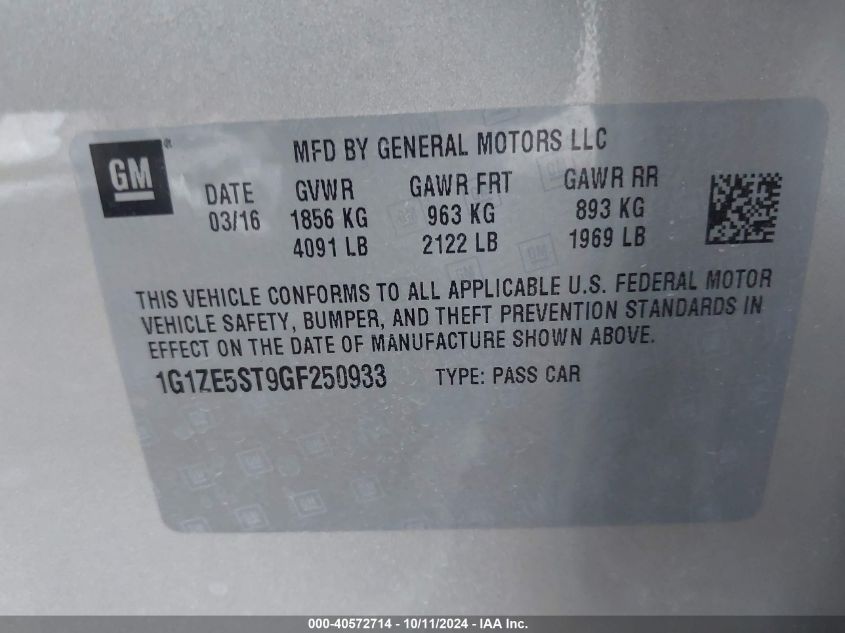 GM
MFD BY GENERAL MOTORS LLC
DATE GVWR GAWR FRT GAWR RR
03/16 1856 KG 963 KG 893 KG
4091 LB 2122 LB 1969 LB
THIS VEHICLE CONFORMS TO ALL APPLICABLE U.S. FEDERAL MOTOR
VEHICLE SAFETY, BUMPER, AND THEFT PREVENTION STANDARDS IN
EFFECT ON THE DATE OF MANUFACTURE SHOWN ABOVE.
1G1ZE5ST9GF250933 TYPE: PASS CAR
000-40572714 - 10/11/2024 - IAA Inc.